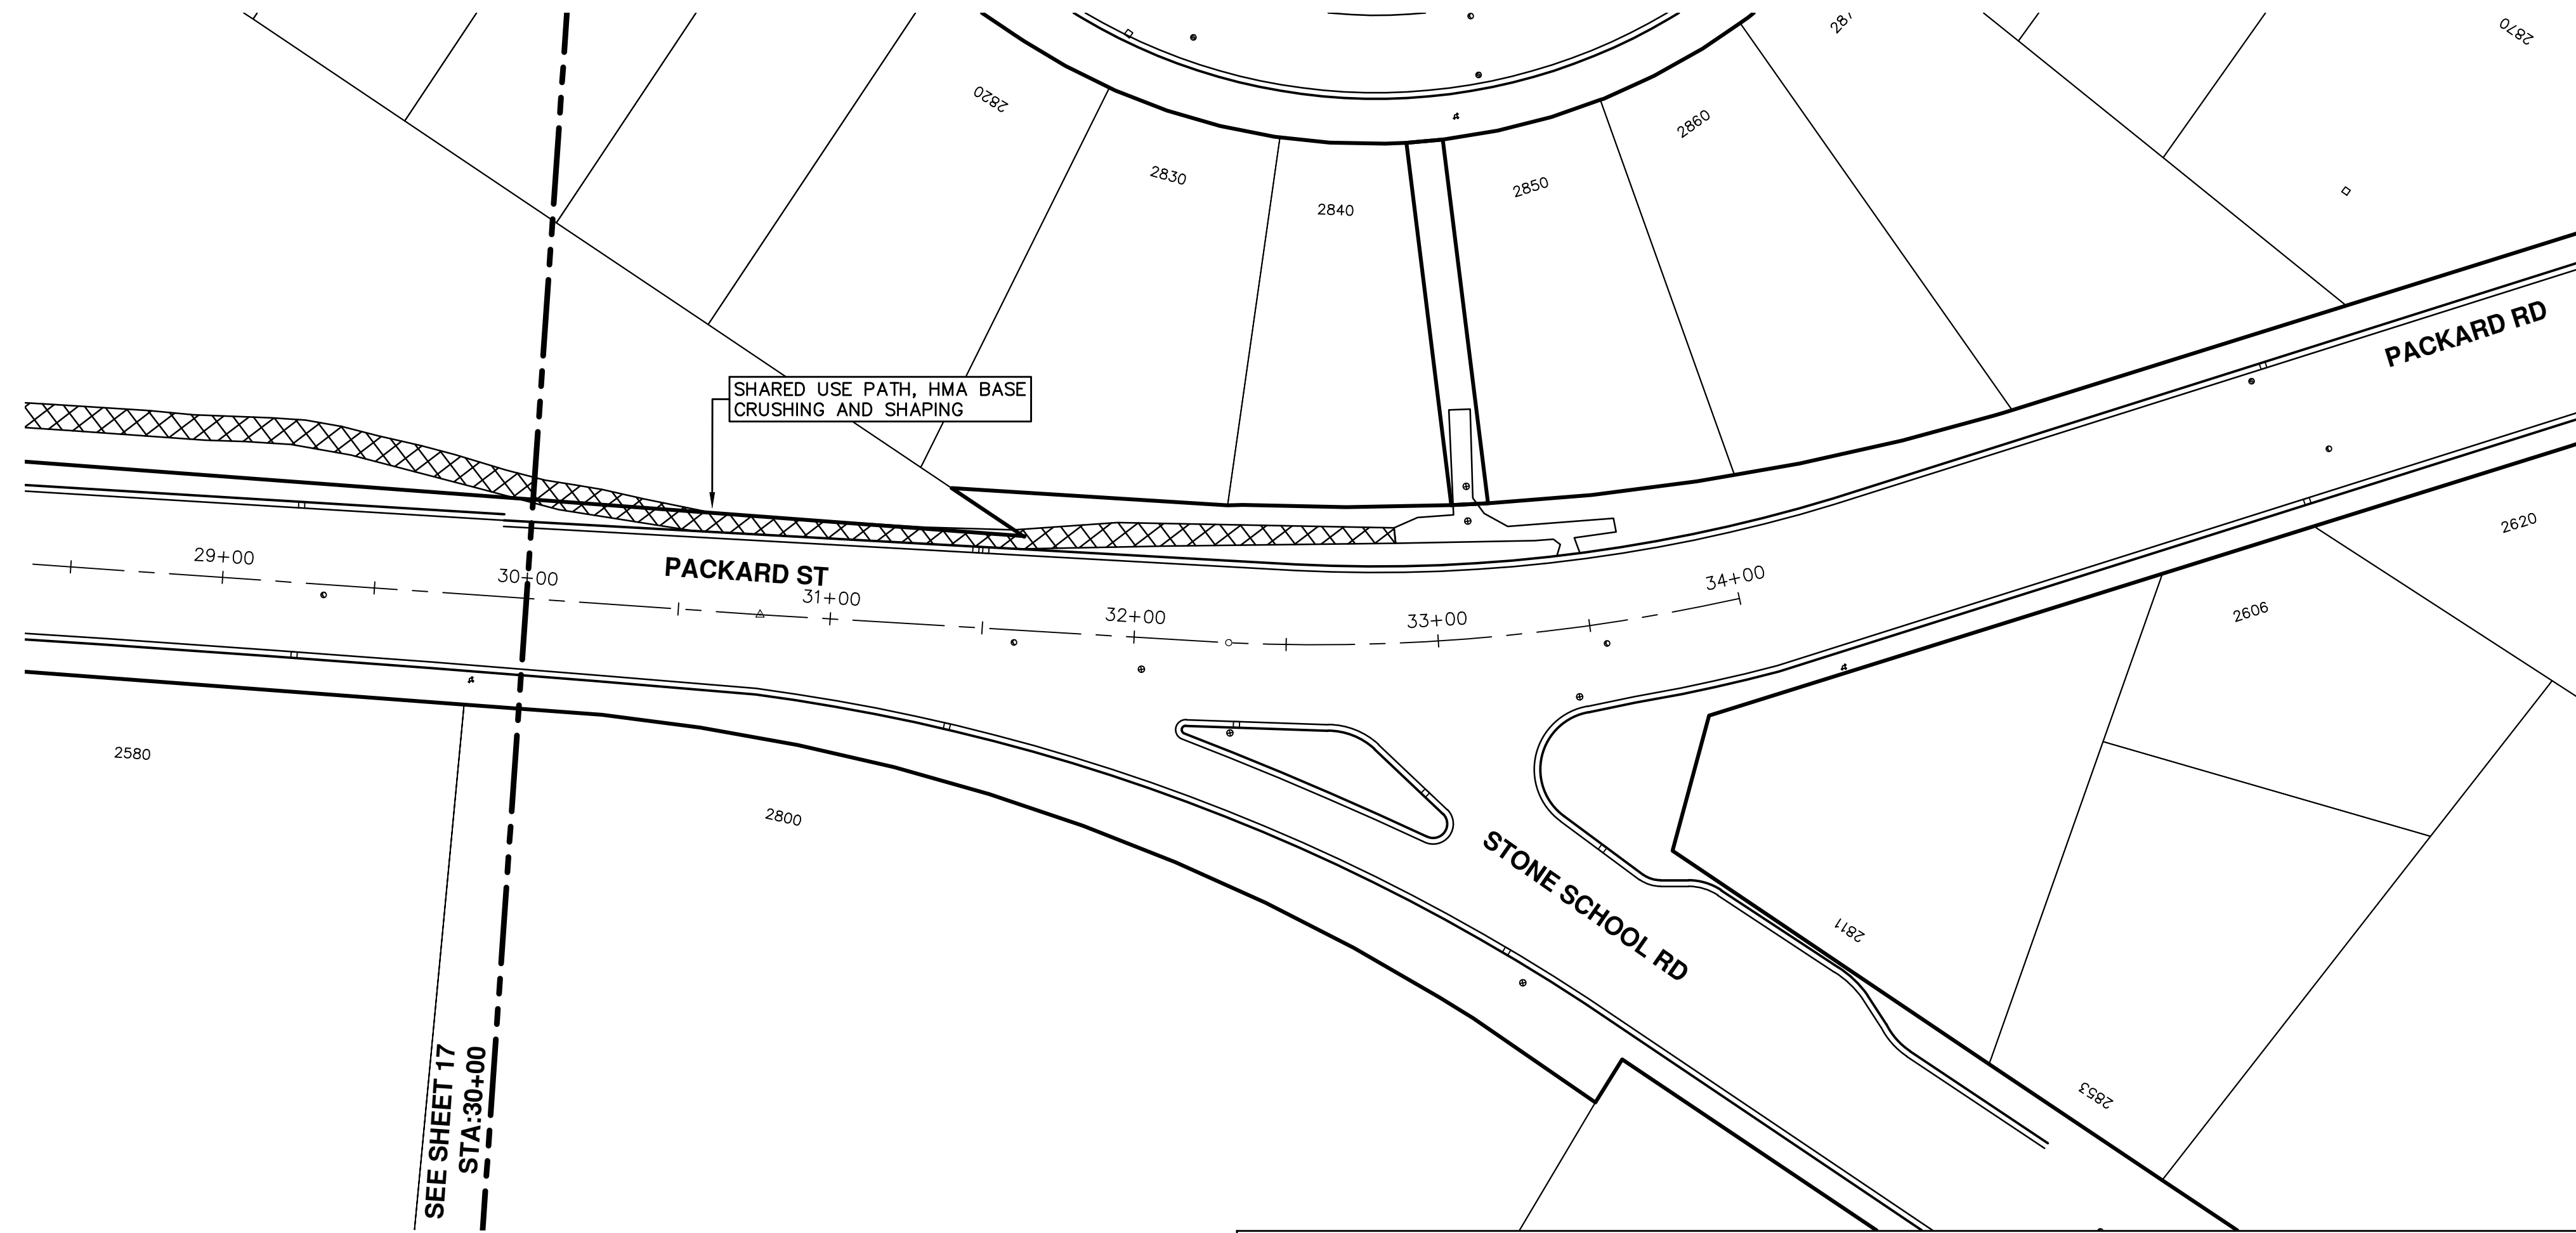 2820
2830
2840
2850
2860
2870
SHARED USE PATH, HMA BASE
CRUSHING AND SHAPING
PACKARD RD
PACKARD ST
29+00
30+00
31+00
32+00
33+00
34+00
2620
2606
2580
2800
STONE SCHOOL RD
2811
2853
SEE SHEET 17
STA:30+00